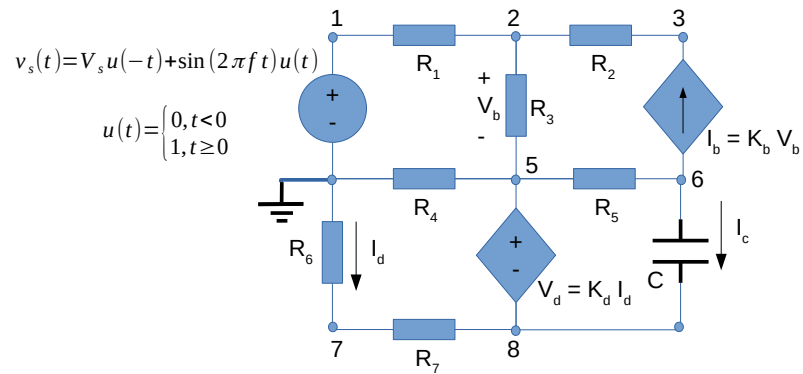 1
2
3
v_s(t)=V_s u(−t)+sin(2πft)u(t)
R_1
R_2
+
-
+
V_b
-
R_3
u(t)={0,t<0
1,t≥0
I_b = K_b V_b
5
6
R_4
R_5
R_6
I_d
+
-
V_d = K_d I_d
C
I_c
7
R_7
8